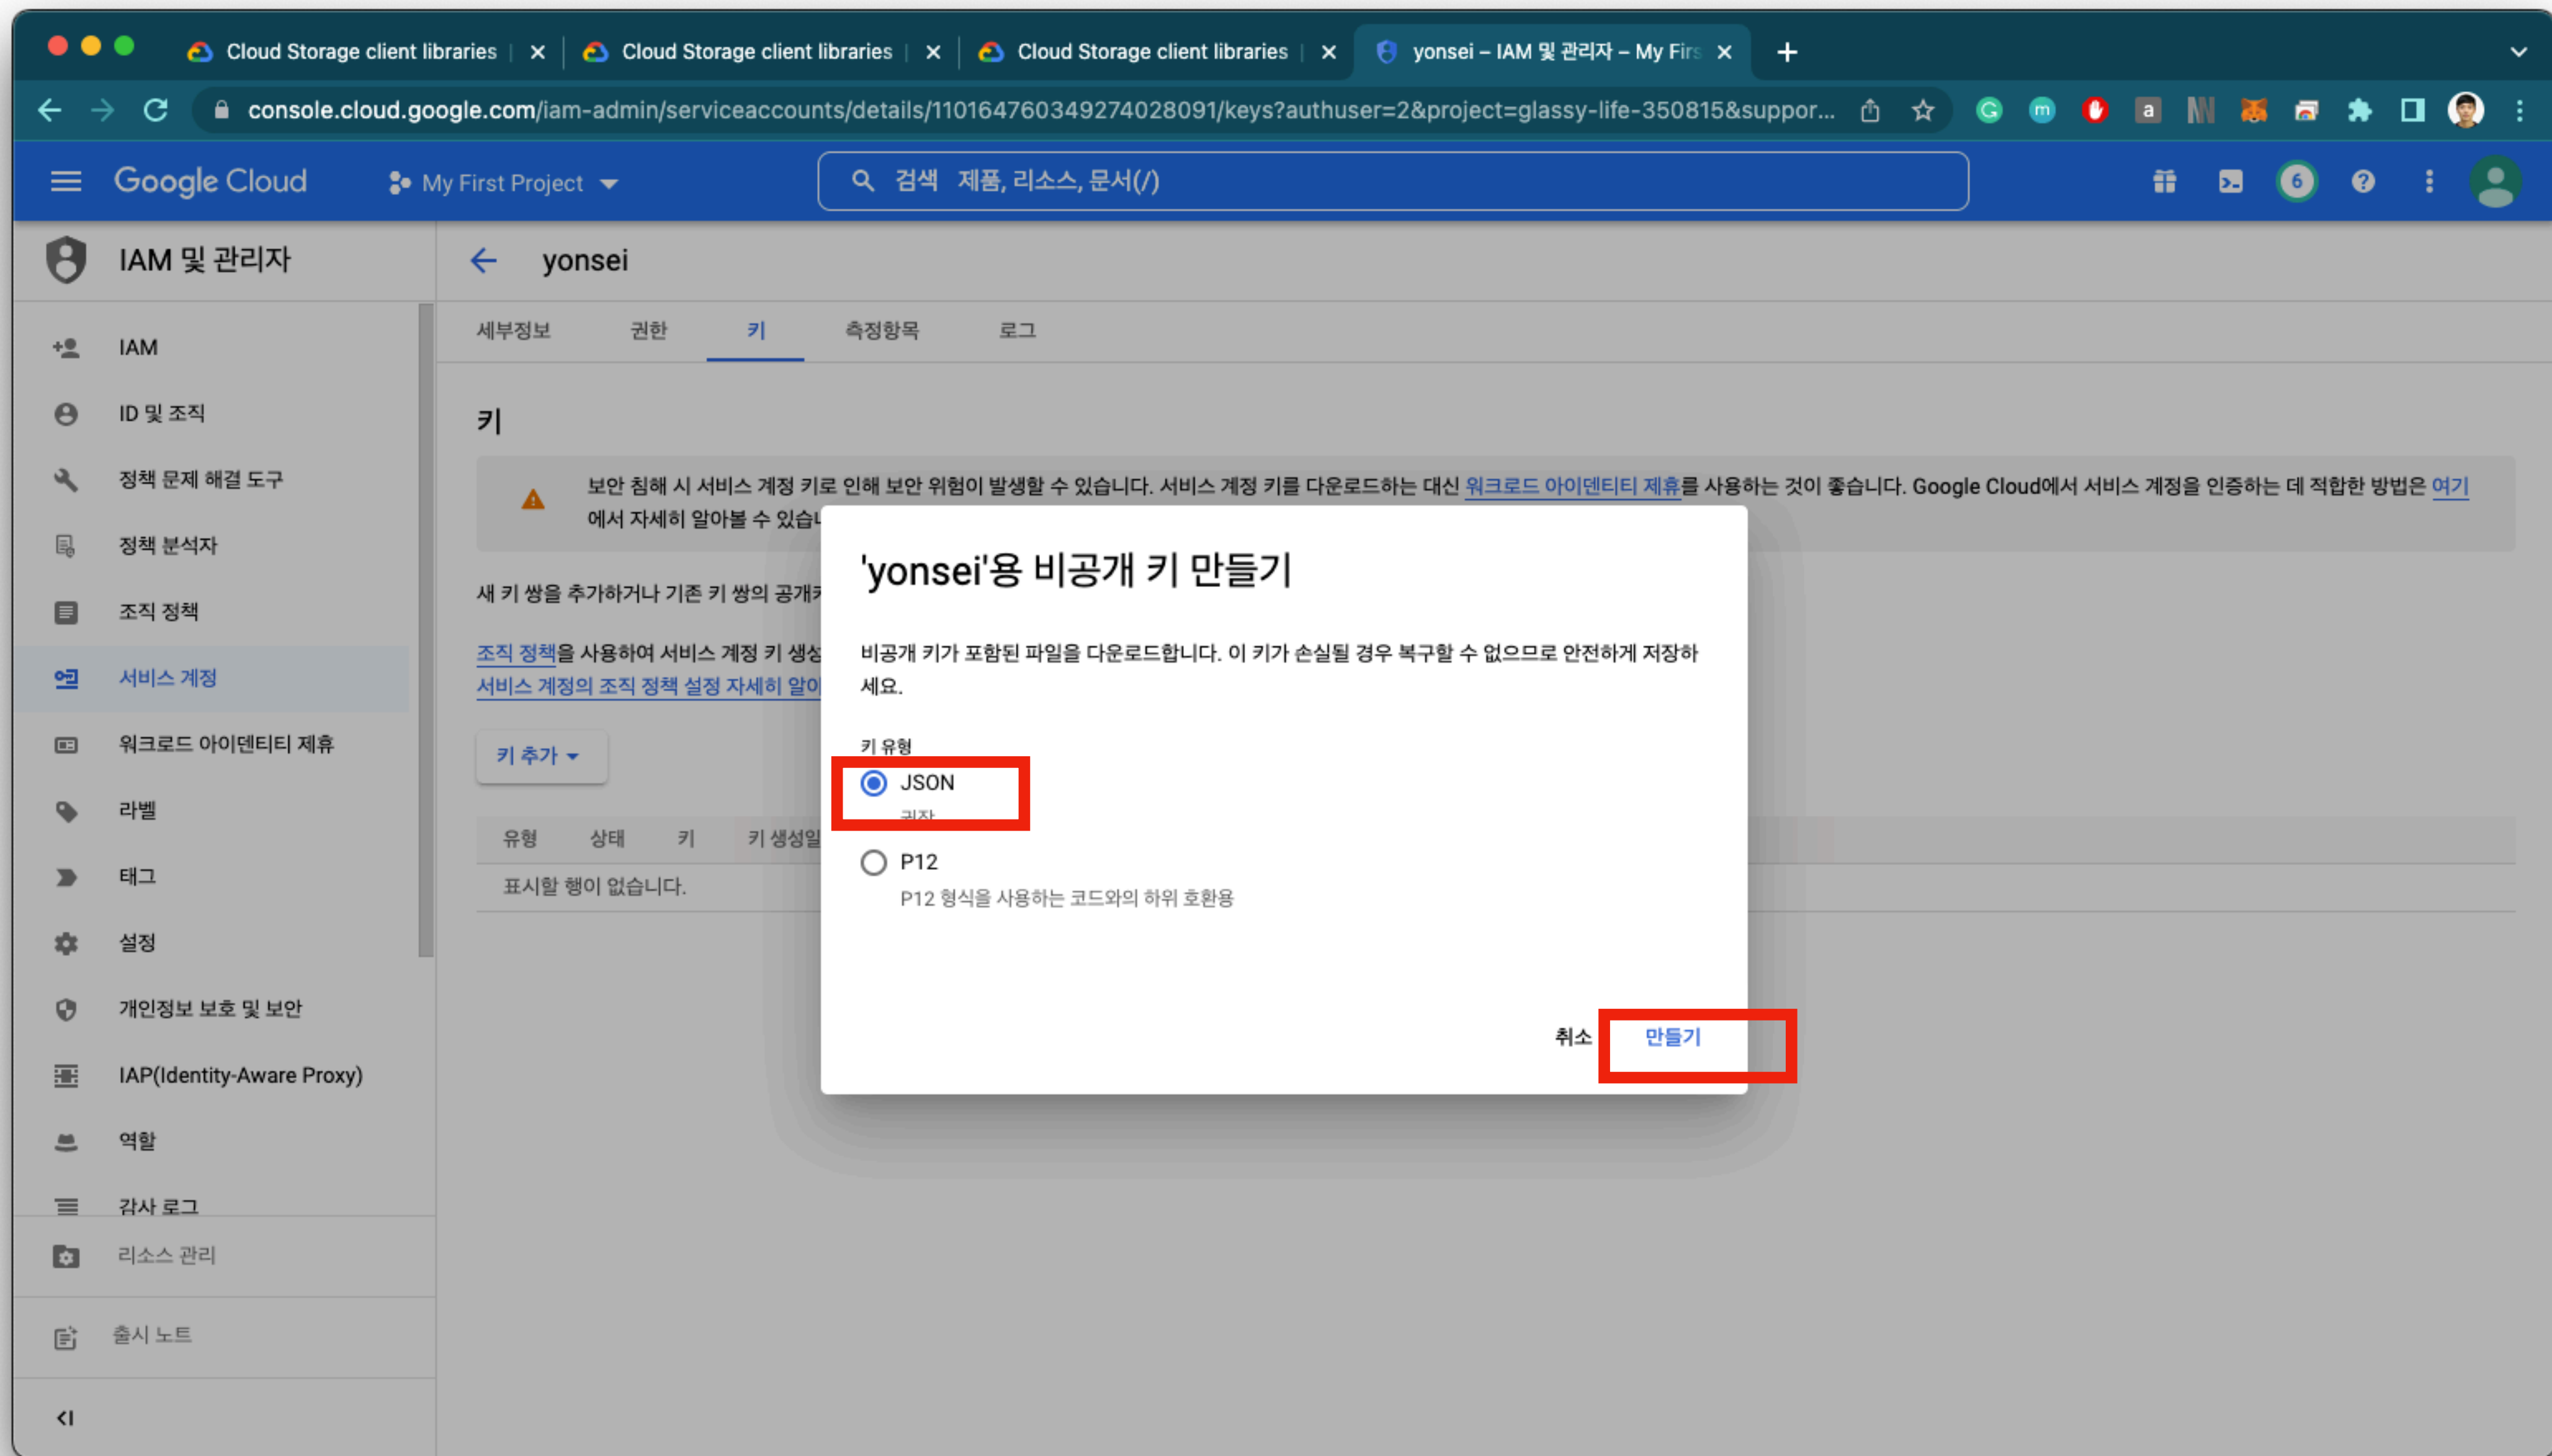 Cloud Storage client libraries
Cloud Storage client libraries
Cloud Storage client libraries
yonsei – IAM 및 관리자 – My Firs
console.cloud.google.com/iam-admin/serviceaccounts/details/110164760349274028091/keys?authuser=2&project=glassy-life-350815&suppor...
Google Cloud
My First Project
검색 제품, 리소스, 문서(/)
6
IAM 및 관리자
IAM
ID 및 조직
정책 문제 해결 도구
정책 분석자
조직 정책
서비스 계정
워크로드 아이덴티티 제휴
라벨
태그
설정
개인정보 보호 및 보안
IAP(Identity-Aware Proxy)
역할
감사 로그
리소스 관리
출시 노트
yonsei
세부정보 권한 키 측정항목 로그
키
보안 침해 시 서비스 계정 키로 인해 보안 위험이 발생할 수 있습니다. 서비스 계정 키를 다운로드하는 대신 워크로드 아이덴티티 제휴를 사용하는 것이 좋습니다. Google Cloud에서 서비스 계정을 인증하는 데 적합한 방법은 여기
에서 자세히 알아볼 수 있습
새 키 쌍을 추가하거나 기존 키 쌍의 공개
조직 정책을 사용하여 서비스 계정 키 생성
서비스 계정의 조직 정책 설정 자세히 알아
키 추가
유형 상태 키 키 생성일
표시할 행이 없습니다.
'yonsei'용 비공개 키 만들기
비공개 키가 포함된 파일을 다운로드합니다. 이 키가 손실될 경우 복구할 수 없으므로 안전하게 저장하
세요.
키 유형
JSON
권장
P12
P12 형식을 사용하는 코드와의 하위 호환용
취소 만들기